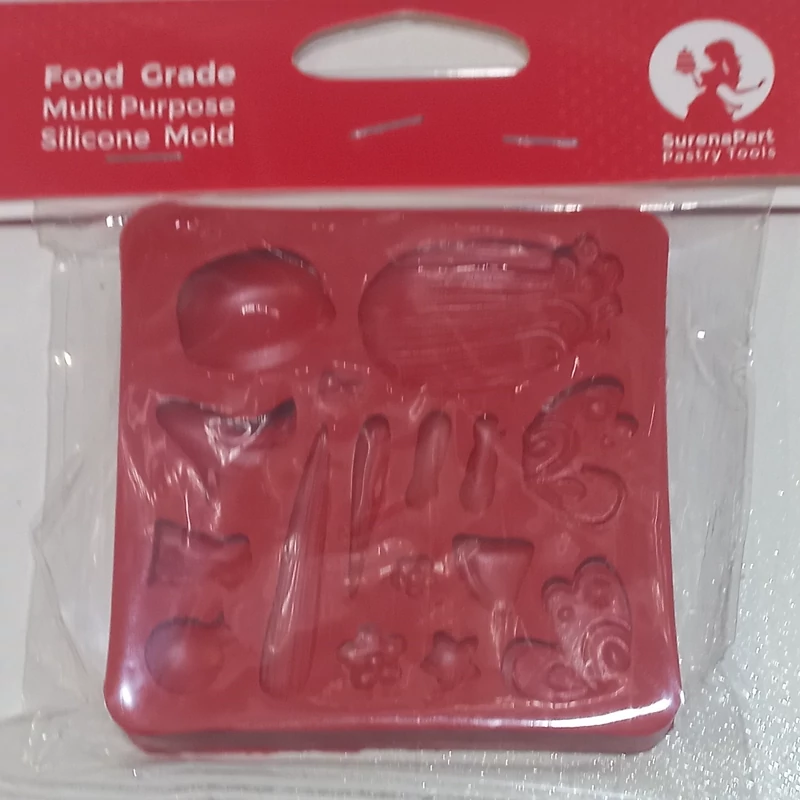 Food Grade
Multi Purpose
Silicone Mold
SurenaPart
Pastry Tools